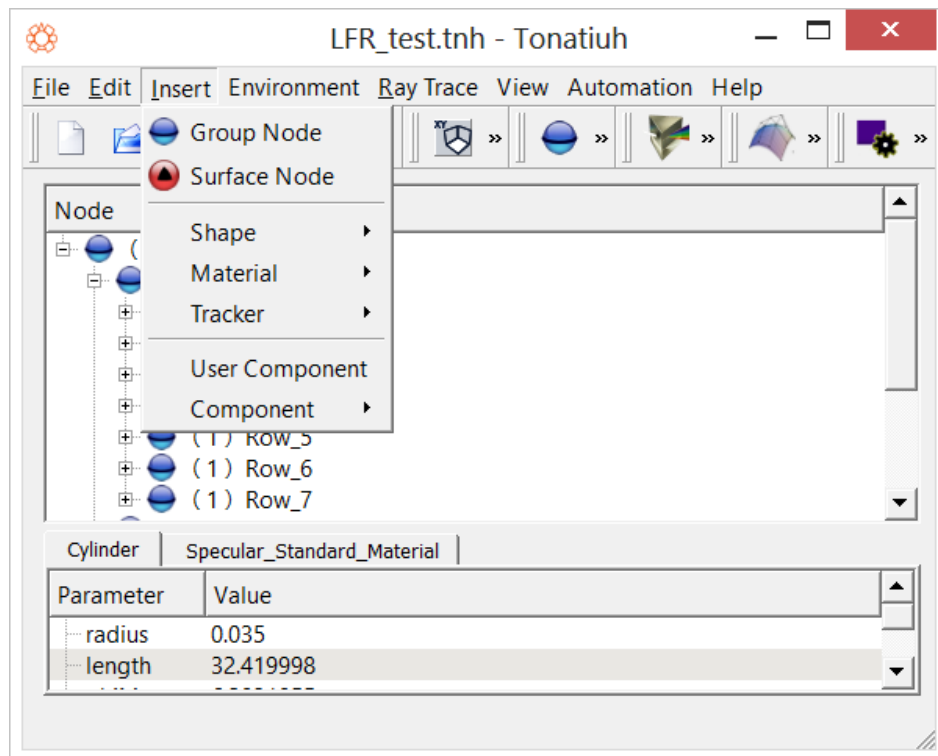 LFR_test.tnh - Tonatiuh
File Edit Insert Environment Ray Trace View Automation Help
Group Node
XY
»
»
»
»
»
Surface Node
Node
Shape
(
Material
Tracker
User Component
Component
(1) Row_5
(1) Row_6
(1) Row_7
Cylinder Specular_Standard_Material
Parameter Value
radius 0.035
length 32.419998